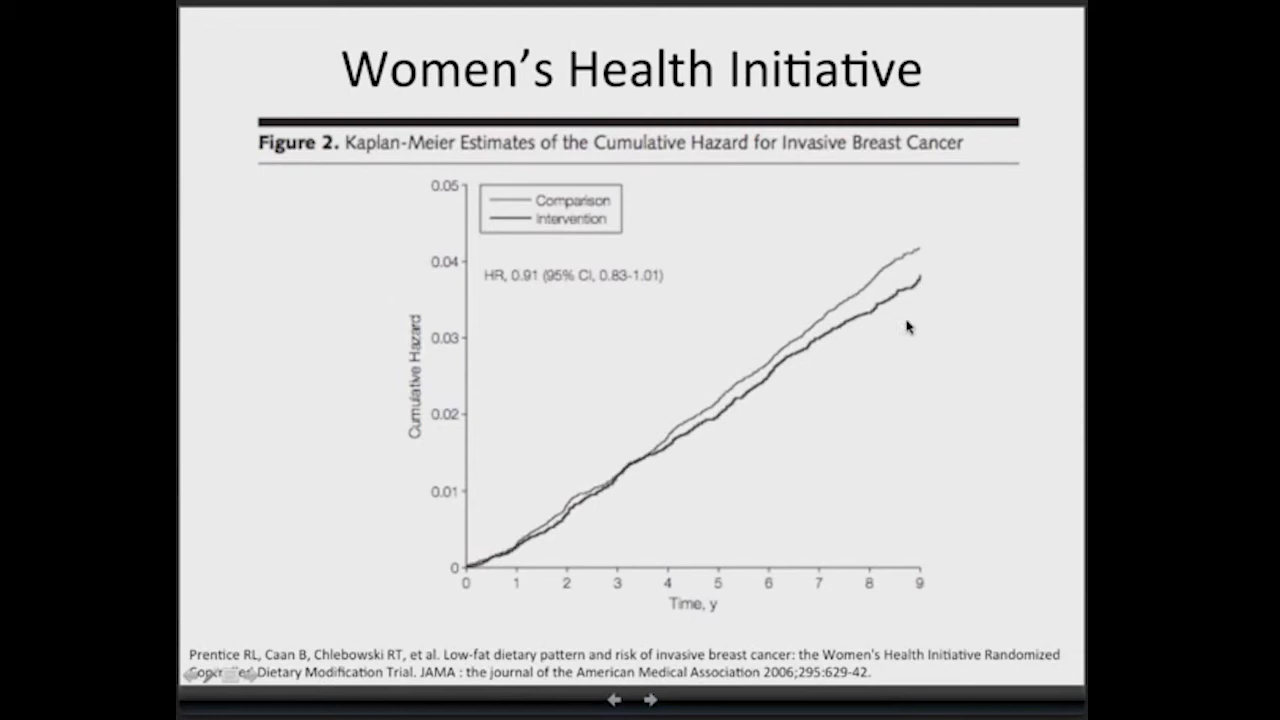 Women's Health Initiative
Figure 2. Kaplan-Meier Estimates of the Cumulative Hazard for Invasive Breast Cancer
0.05
Comparison
Intervention
0.04
HR, 0.91 (95% CI, 0.83-1.01)
0.03
Cumulative Hazard
0.02
0.01
0
0 1 2 3 4 5 6 7 8 9
Time, y
Prentice RL, Caan B, Chlebowski RT, et al. Low-fat dietary pattern and risk of invasive breast cancer: the Women's Health Initiative Randomized
Dietary Modification Trial. JAMA : the journal of the American Medical Association 2006;295:629-42.